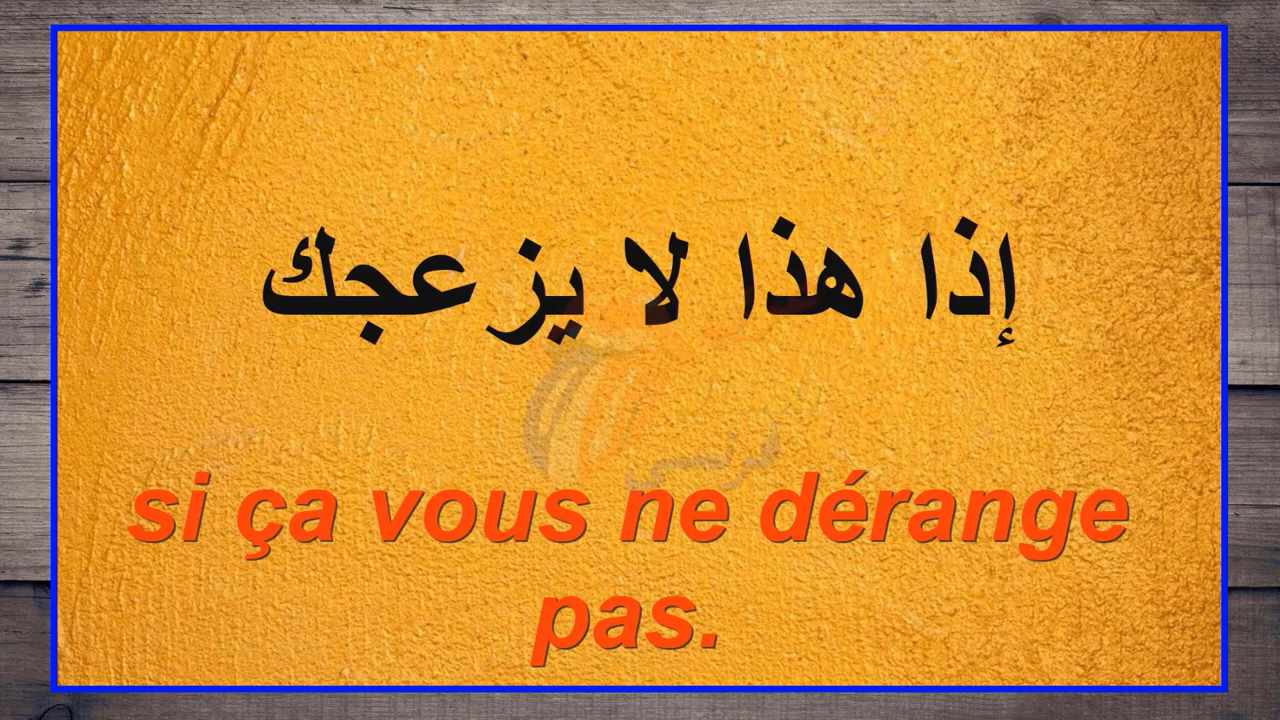 إذا هذا لا يزعجك
si ça vous ne dérange
pas.